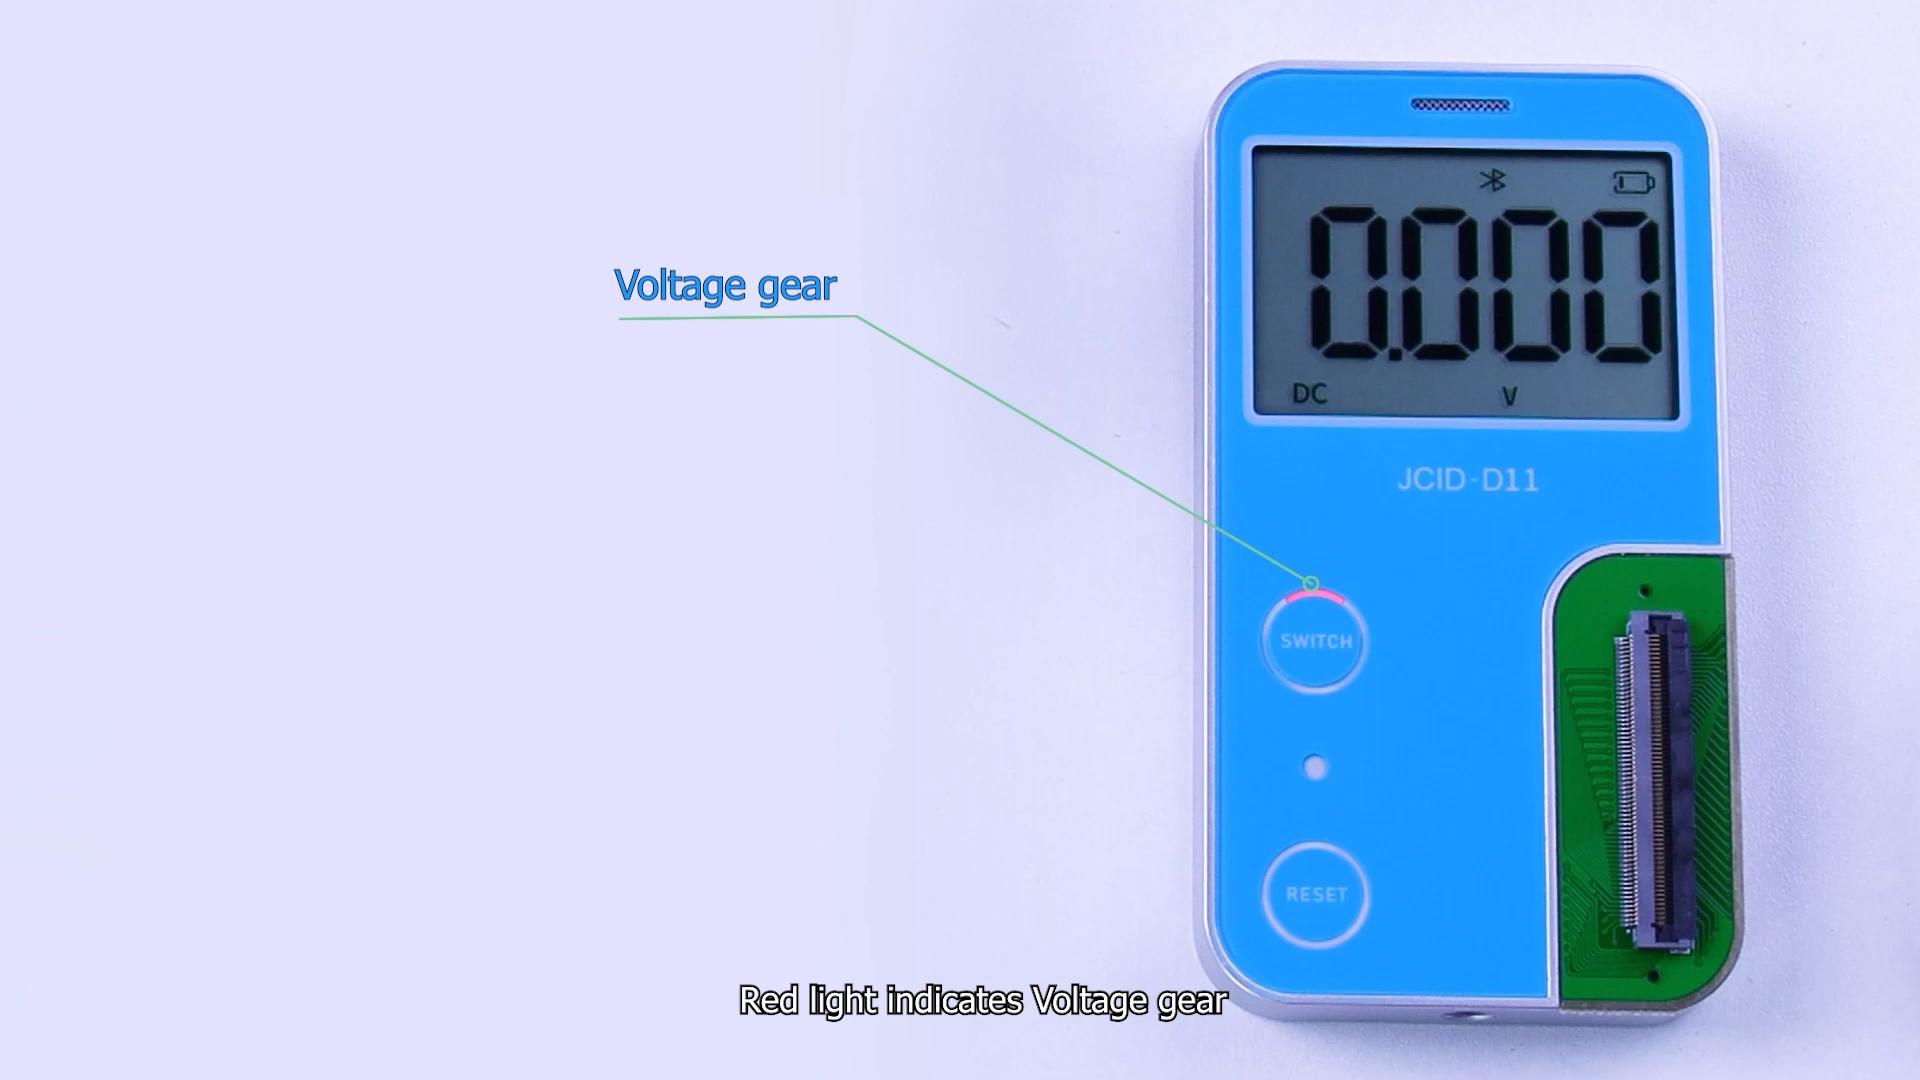 0.000
DC V
Voltage gear
JCID-D11
SWITCH
RESET
Red light indicates Voltage gear